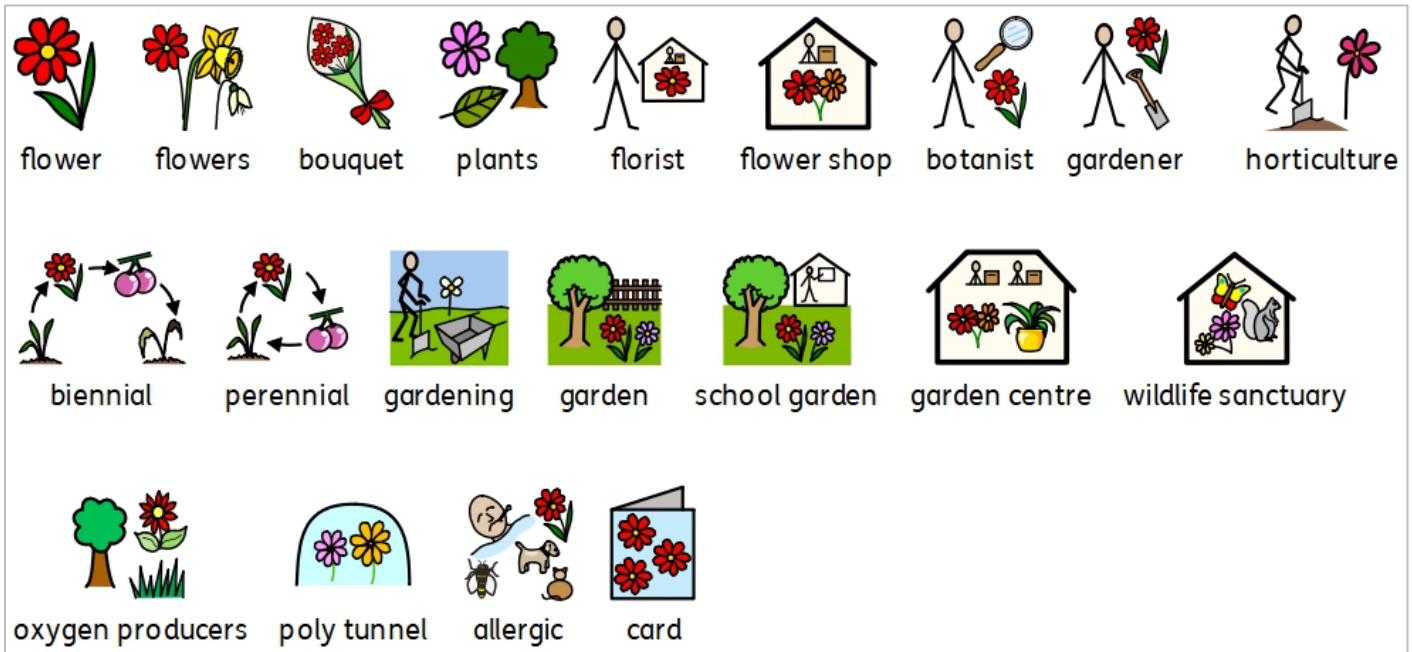 flower flowers bouquet plants florist flower shop botanist gardener horticulture
biennial perennial gardening garden school garden garden centre wildlife sanctuary
oxygen producers poly tunnel allergic card